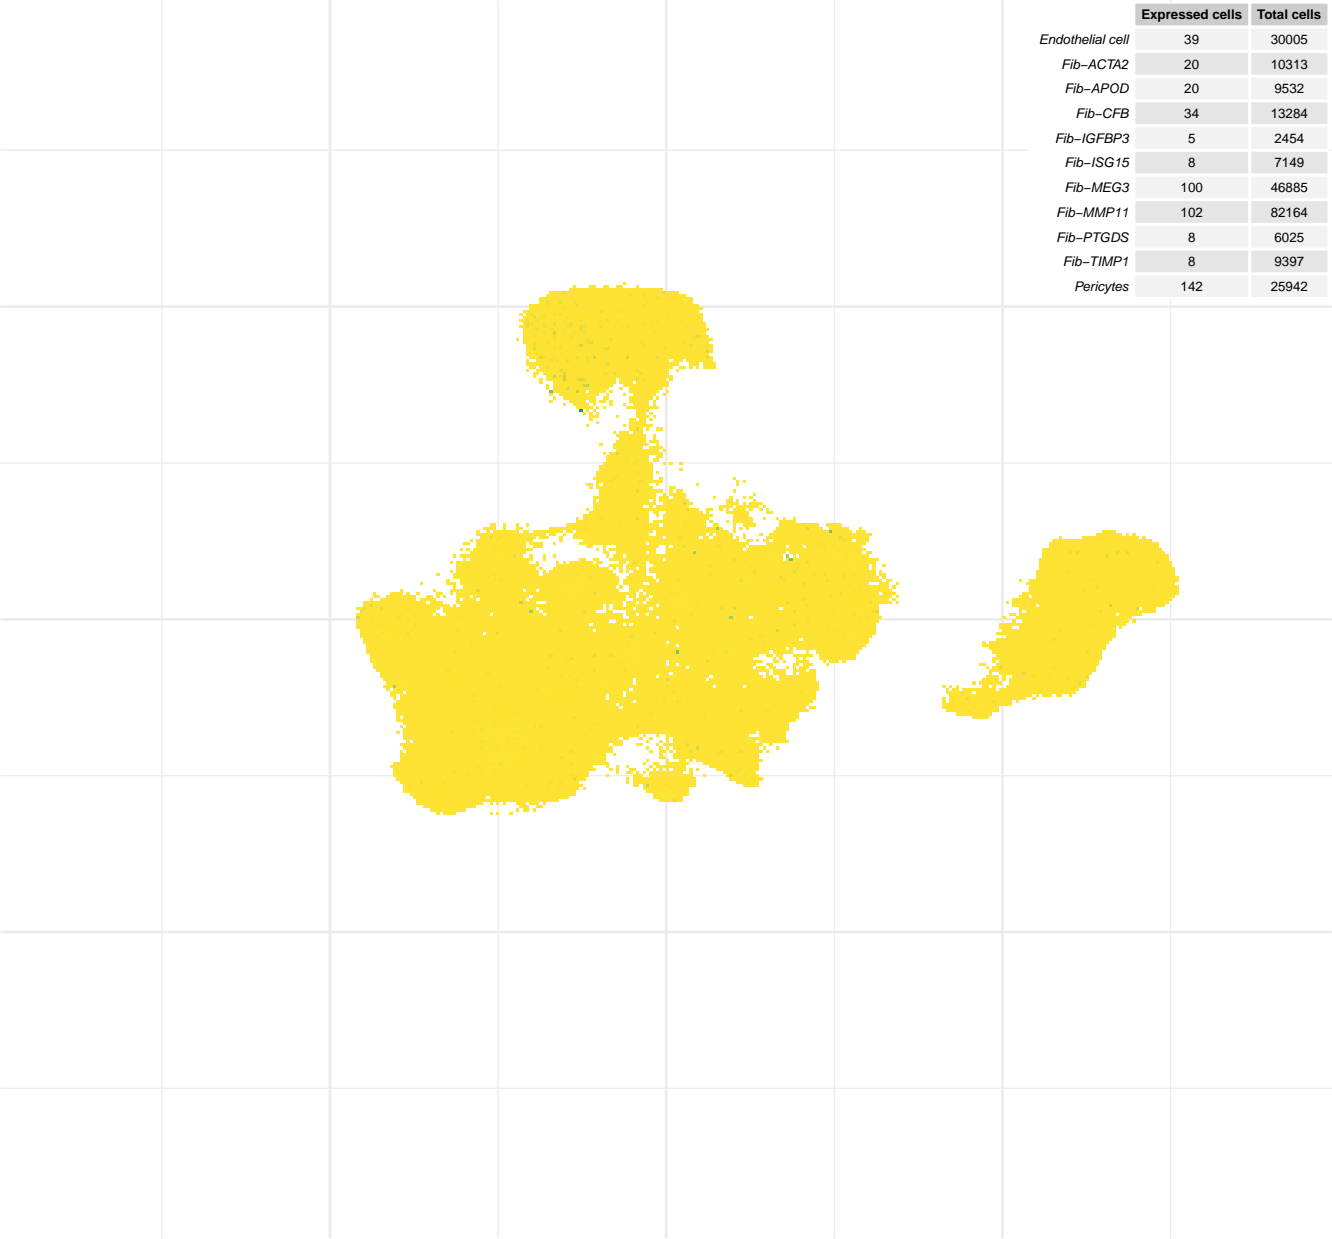 Expressed cells Total cells
Endothelial cell 39 30005
Fib−ACTA2 20 10313
Fib−APOD 20 9532
Fib−CFB 34 13284
Fib−IGFBP3 5 2454
Fib−ISG15 8 7149
Fib−MEG3 100 46885
Fib−MMP11 102 82164
Fib−PTGDS 8 6025
Fib−TIMP1 8 9397
Pericytes 142 25942